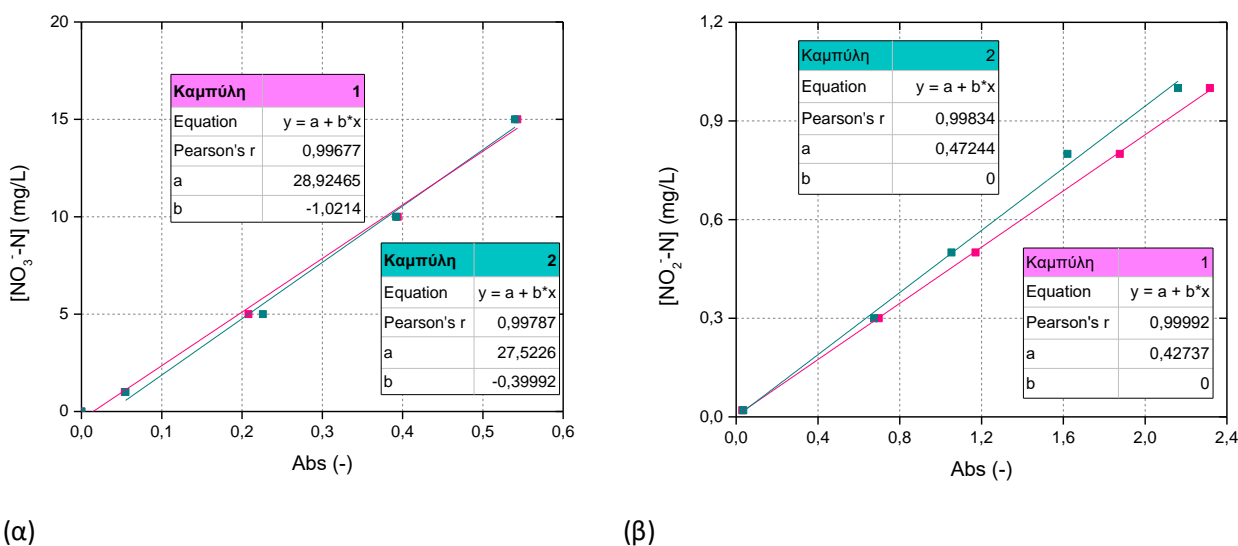 20
15
10
5
0
[NO3--N] (mg/L)
Καμπύλη 1
Equation y = a + b*x
Pearson's r 0,99677
a 28,92465
b -1,0214
Καμπύλη 2
Equation y = a + b*x
Pearson's r 0,99787
a 27,5226
b -0,39992
0,0 0,1 0,2 0,3 0,4 0,5 0,6
Abs (-)
(α)
1,2
0,9
0,6
0,3
0,0
[NO2--N] (mg/L)
Καμπύλη 2
Equation y = a + b*x
Pearson's r 0,99834
a 0,47244
b 0
Καμπύλη 1
Equation y = a + b*x
Pearson's r 0,99992
a 0,42737
b 0
0,0 0,4 0,8 1,2 1,6 2,0 2,4
Abs (-)
(β)